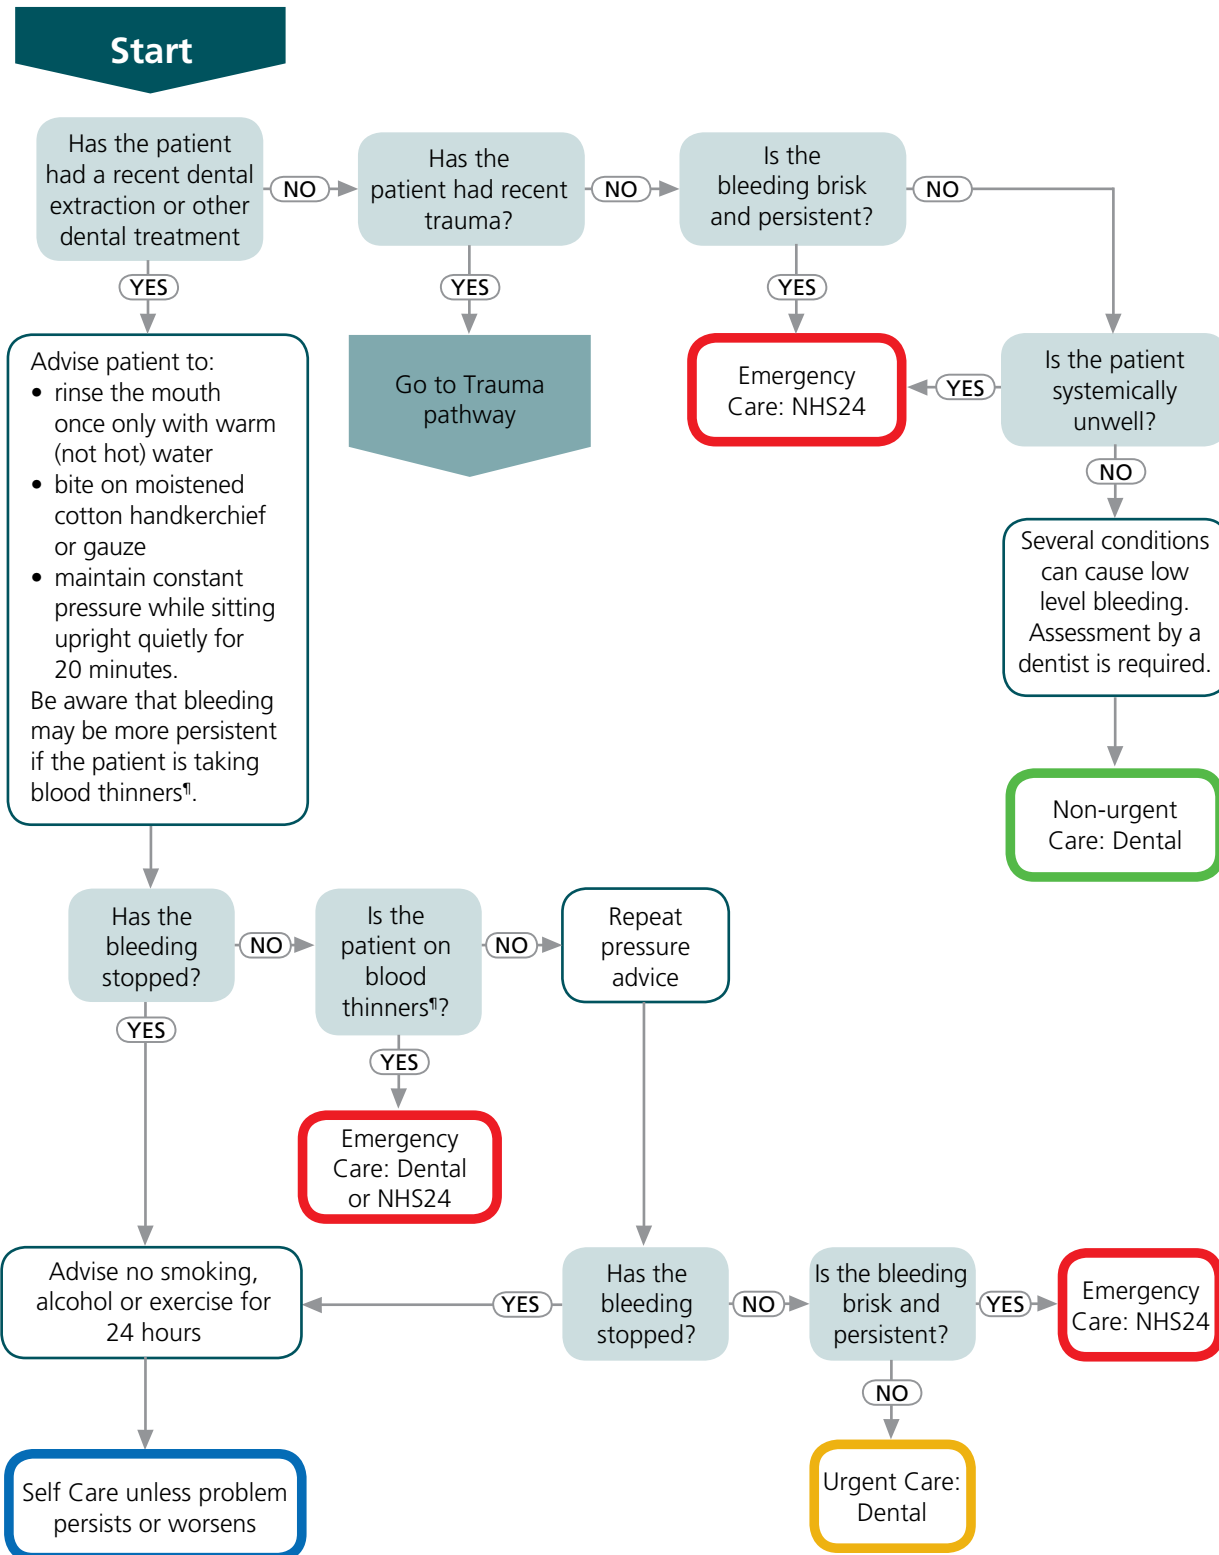 Start
Has the patient
had a recent dental
extraction or other
dental treatment
NO
Has the
patient had recent
trauma?
NO
Is the
bleeding brisk
and persistent?
NO
YES
YES
YES
Advise patient to:
• rinse the mouth
once only with warm
(not hot) water
• bite on moistened
cotton handkerchief
or gauze
• maintain constant
pressure while sitting
upright quietly for
20 minutes.
Be aware that bleeding
may be more persistent
if the patient is taking
blood thinners¶.
Go to Trauma
pathway
Emergency
Care: NHS24
YES
Is the patient
systemically
unwell?
NO
Several conditions
can cause low
level bleeding.
Assessment by a
dentist is required.
Non-urgent
Care: Dental
Has the
bleeding
stopped?
NO
Is the
patient on
blood
thinners¶?
NO
Repeat
pressure
advice
YES
YES
Emergency
Care: Dental
or NHS24
Advise no smoking,
alcohol or exercise for
24 hours
YES
Has the
bleeding
stopped?
NO
Is the bleeding
brisk and
persistent?
YES
Emergency
Care: NHS24
NO
Self Care unless problem
persists or worsens
Urgent Care:
Dental